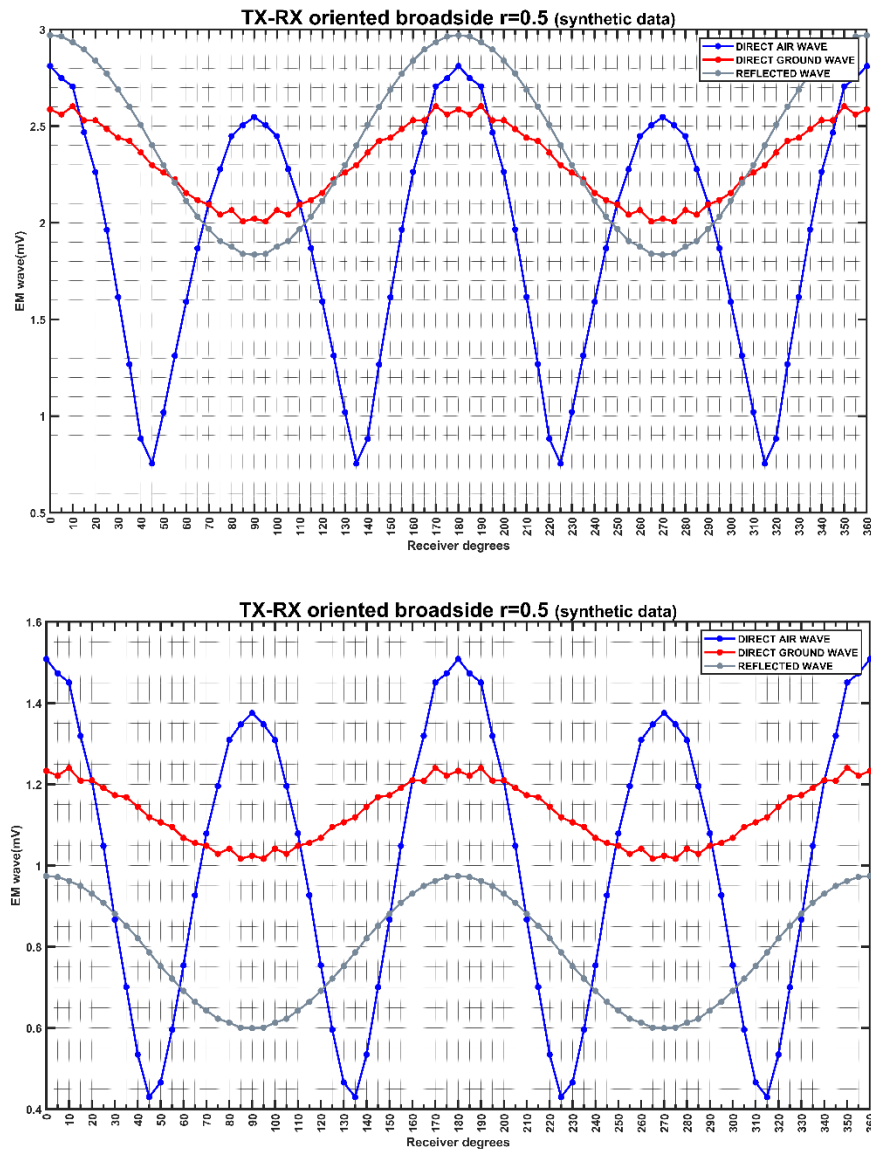 TX-RX oriented broadside r=0.5 (synthetic data)
DIRECT AIR WAVE
DIRECT GROUND WAVE
REFLECTED WAVE
3
2.5
2
1.5
1
0.5
EM wave(mV)
0 10 20 30 40 50 60 70 80 90 100 110 120 130 140 150 160 170 180 190 200 210 220 230 240 250 260 270 280 290 300 310 320 330 340 350 360
Receiver degrees
TX-RX oriented broadside r=0.5 (synthetic data)
DIRECT AIR WAVE
DIRECT GROUND WAVE
REFLECTED WAVE
1.6
1.4
1.2
1
0.8
0.6
0.4
EM wave(mV)
0 10 20 30 40 50 60 70 80 90 100 110 120 130 140 150 160 170 180 190 200 210 220 230 240 250 260 270 280 290 300 310 320 330 340 350 360
Receiver degrees